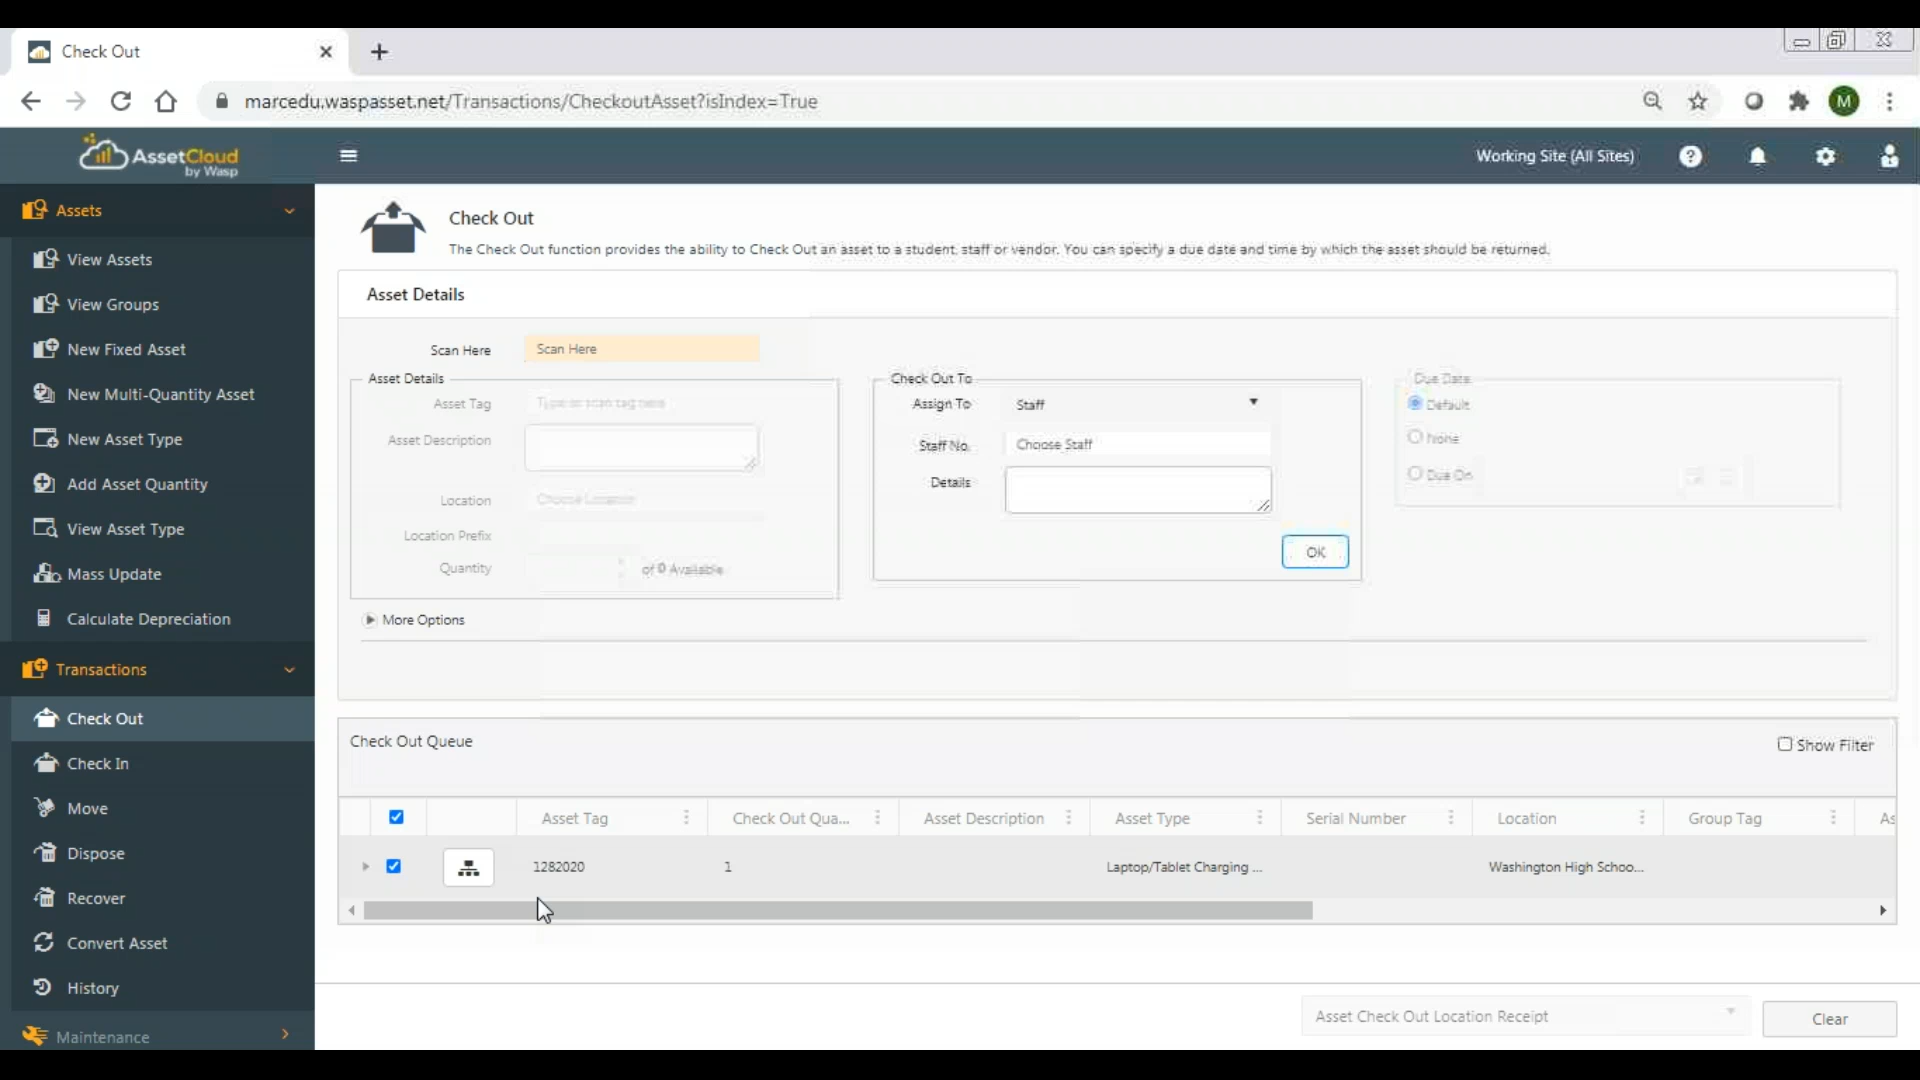 Check Out
marcedu.waspasset.net/Transactions/CheckoutAsset?isIndex=True
M
AssetCloud
by Wasp
Working Site (All Sites)
Assets
View Assets
View Groups
New Fixed Asset
New Multi-Quantity Asset
New Asset Type
Add Asset Quantity
View Asset Type
Mass Update
Calculate Depreciation
Transactions
Check Out
Check In
Move
Dispose
Recover
Convert Asset
History
Maintenance
Check Out
The Check Out function provides the ability to Check Out an asset to a student, staff or vendor. You can specify a due date and time by which the asset should be returned.
Asset Details
Scan Here
Scan Here
Asset Details
Asset Tag
Type or scan tag here
Asset Description
Location
Choose Location
Location Prefix
Quantity
of 0 Available
Check Out To
Assign To
Staff
Staff No.
Choose Staff
Details
OK
Due Date
Default
None
Due On
More Options
Check Out Queue
Show Filter
Asset Tag
Check Out Qua...
Asset Description
Asset Type
Serial Number
Location
Group Tag
As
1282020
1
Laptop/Tablet Charging ...
Washington High Schoo...
Asset Check Out Location Receipt
Clear